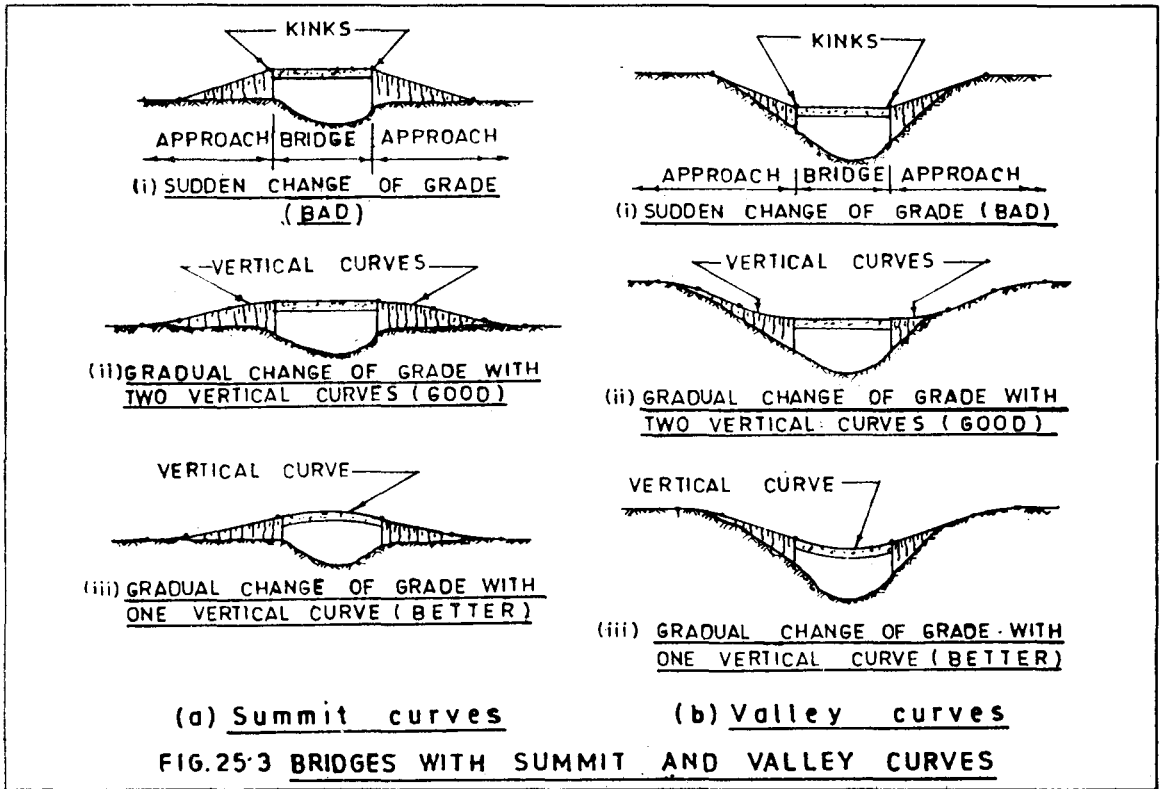 KINKS
APPROACH BRIDGE APPROACH
(i) SUDDEN CHANGE OF GRADE
(BAD)
VERTICAL CURVES
(ii) GRADUAL CHANGE OF GRADE WITH
TWO VERTICAL CURVES (GOOD)
VERTICAL CURVE
(iii) GRADUAL CHANGE OF GRADE WITH
ONE VERTICAL CURVE (BETTER)
(a) Summit curves
KINKS
APPROACH BRIDGE APPROACH
(i) SUDDEN CHANGE OF GRADE (BAD)
VERTICAL CURVES
(ii) GRADUAL CHANGE OF GRADE WITH
TWO VERTICAL CURVES (GOOD)
VERTICAL CURVE
(iii) GRADUAL CHANGE OF GRADE WITH
ONE VERTICAL CURVE (BETTER)
(b) Valley curves
FIG. 25·3 BRIDGES WITH SUMMIT AND VALLEY CURVES